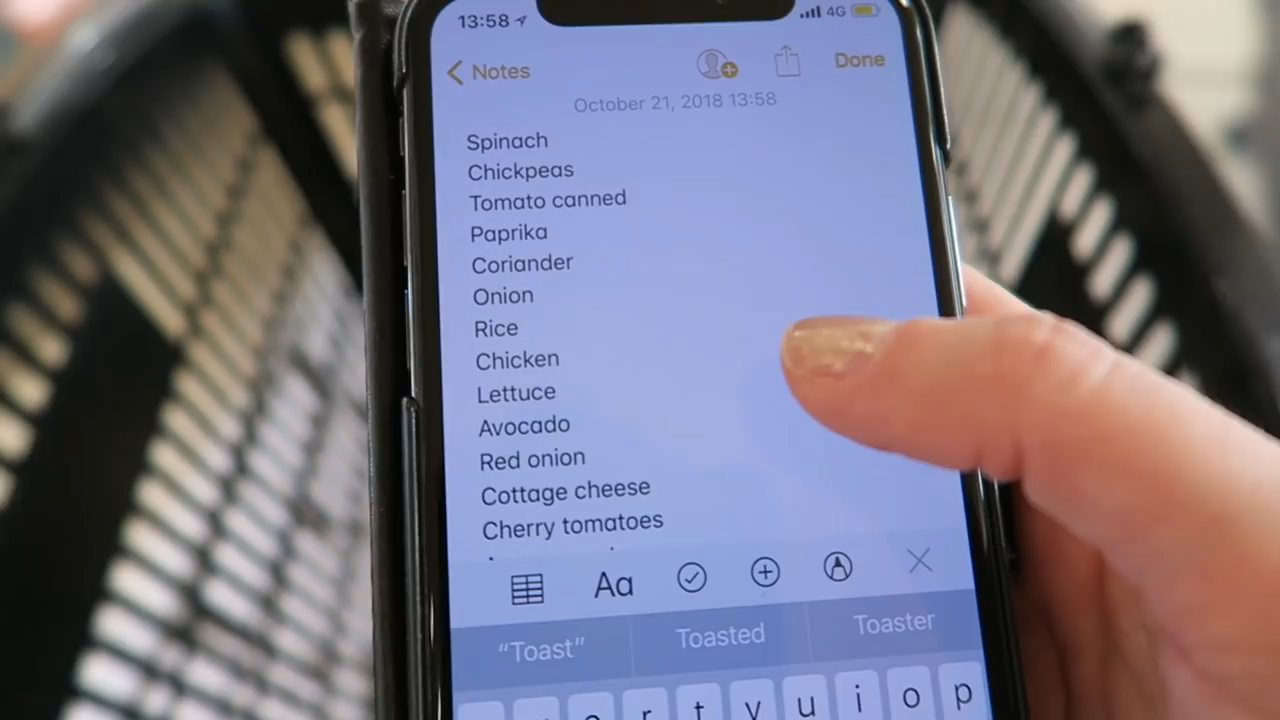 13:58 4G
Notes Done
October 21, 2018 13:58
Spinach
Chickpeas
Tomato canned
Paprika
Coriander
Onion
Rice
Chicken
Lettuce
Avocado
Red onion
Cottage cheese
Cherry tomatoes
Aa
“Toast” Toasted Toaster
r t y u i o p